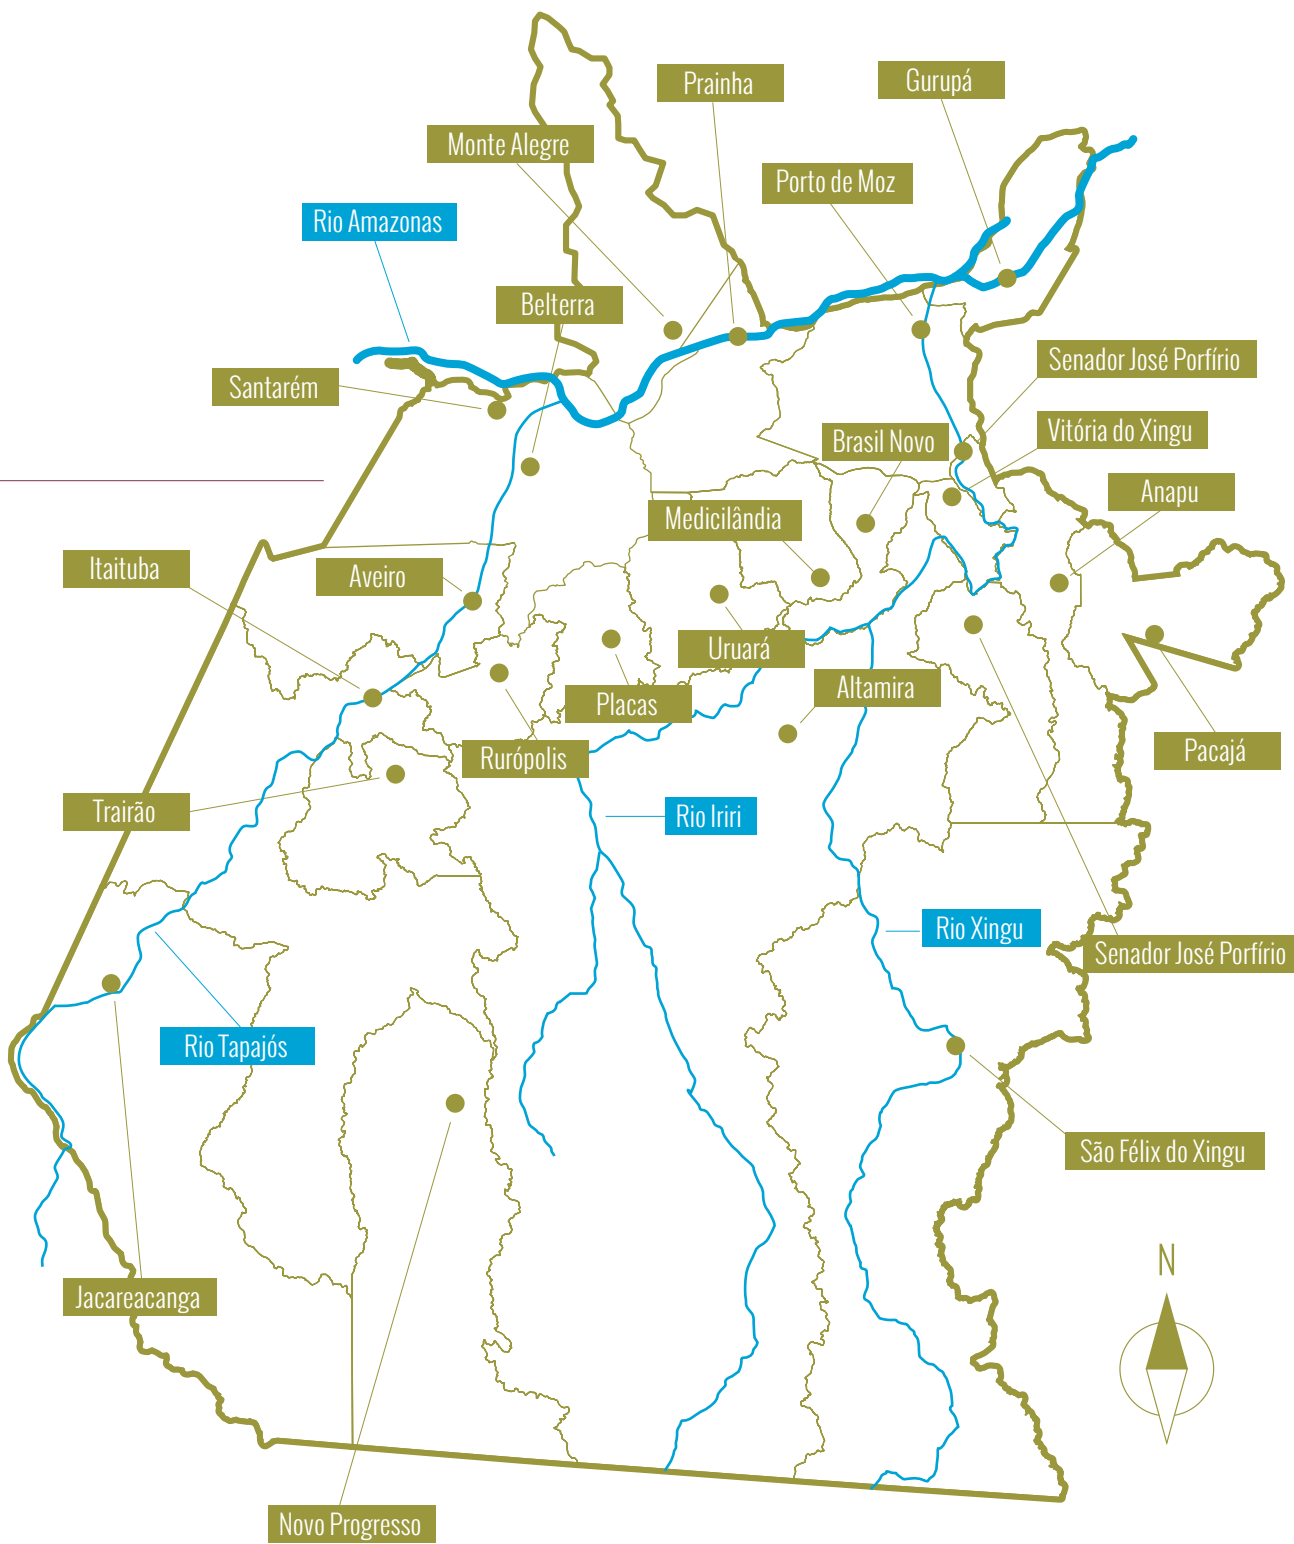 Prainha
Gurupá
Monte Alegre
Porto de Moz
Rio Amazonas
Belterra
Senador José Porfírio
Santarém
Vitória do Xingu
Brasil Novo
Anapu
Medicilândia
Itaituba
Aveiro
Uruará
Altamira
Placas
Pacajá
Rurópolis
Trairão
Rio Iriri
Rio Xingu
Senador José Porfírio
Rio Tapajós
São Félix do Xingu
N
Jacareacanga
Novo Progresso